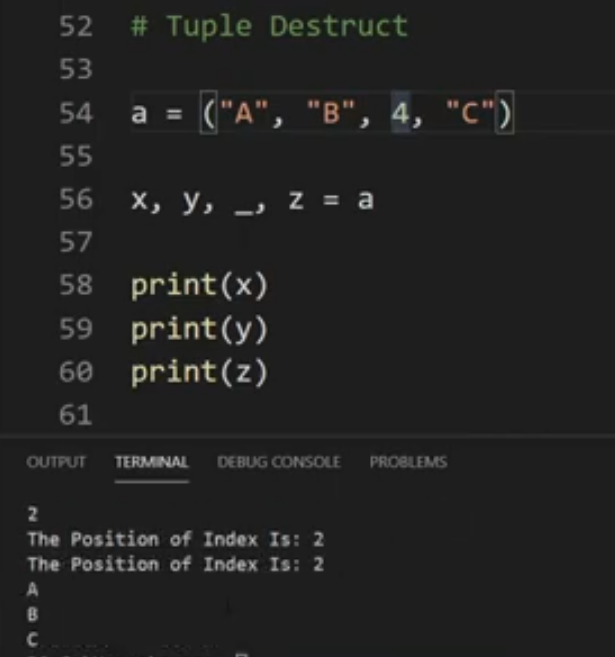 52 # Tuple Destruct
53
54 a = ("A", "B", 4, "C")
55
56 x, y, _, z = a
57
58 print(x)
59 print(y)
60 print(z)
61
OUTPUT TERMINAL DEBUG CONSOLE PROBLEMS
2
The Position of Index Is: 2
The Position of Index Is: 2
A
B
C